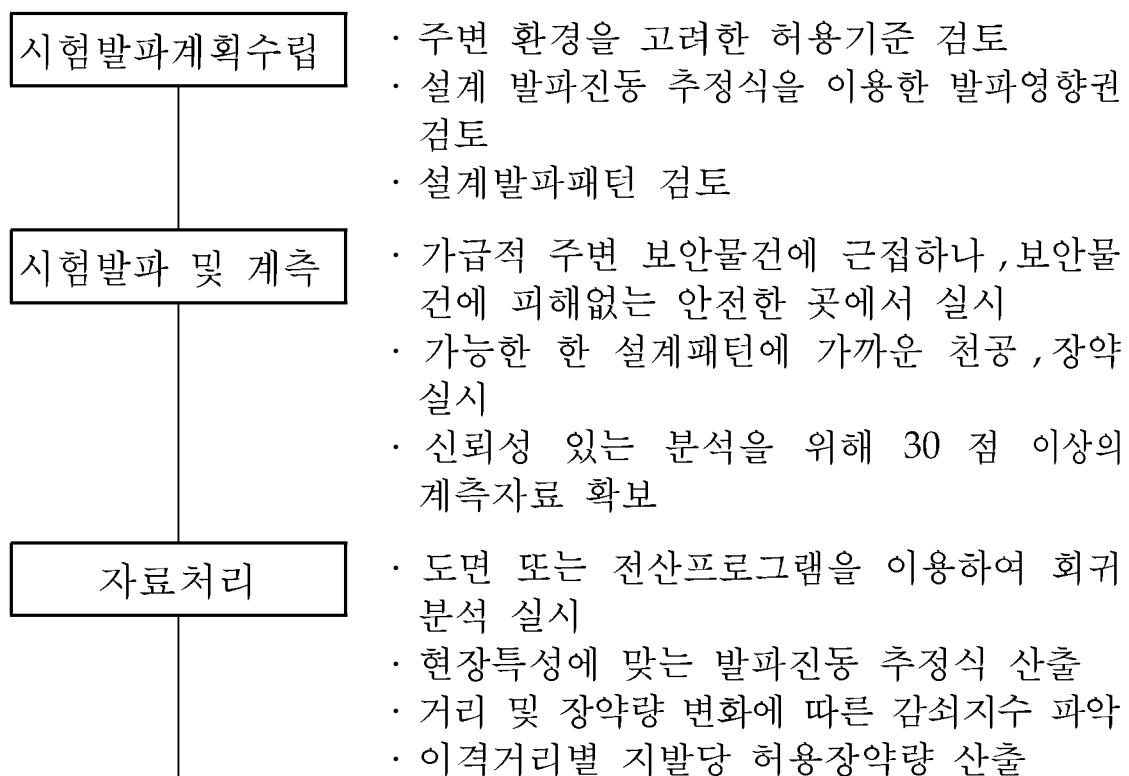 시험발파계획수립
· 주변 환경을 고려한 허용기준 검토
· 설계 발파진동 추정식을 이용한 발파영향권
검토
· 설계발파패턴 검토
시험발파 및 계측
· 가급적 주변 보안물건에 근접하나 ,보안물
건에 피해없는 안전한 곳에서 실시
· 가능한 한 설계패턴에 가까운 천공 ,장약
실시
· 신뢰성 있는 분석을 위해 30 점 이상의
계측자료 확보
자료처리
· 도면 또는 전산프로그램을 이용하여 회귀
분석 실시
· 현장특성에 맞는 발파진동 추정식 산출
· 거리 및 장약량 변화에 따른 감쇠지수 파악
· 이격거리별 지발당 허용장약량 산출